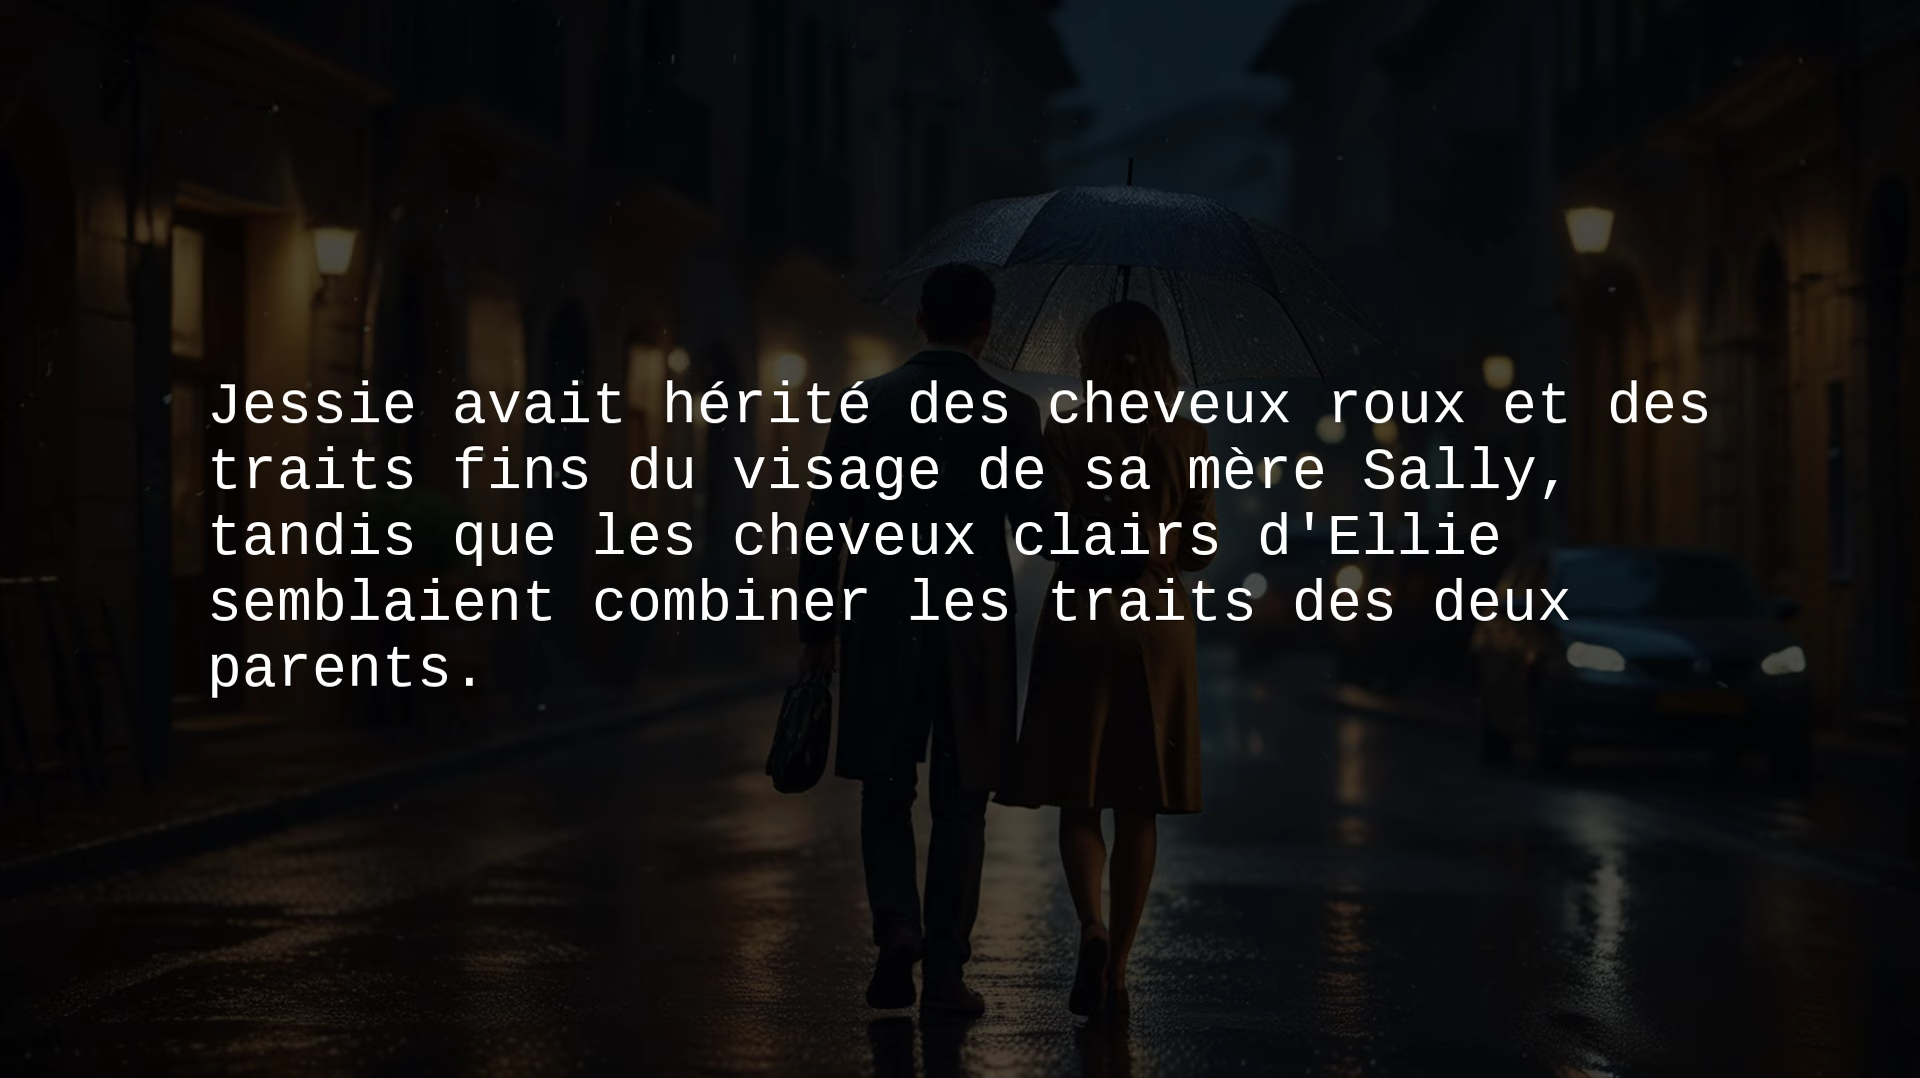 Jessie avait hérité des cheveux roux et des
traits fins du visage de sa mère Sally,
tandis que les cheveux clairs d'Ellie
semblaient combiner les traits des deux
parents.